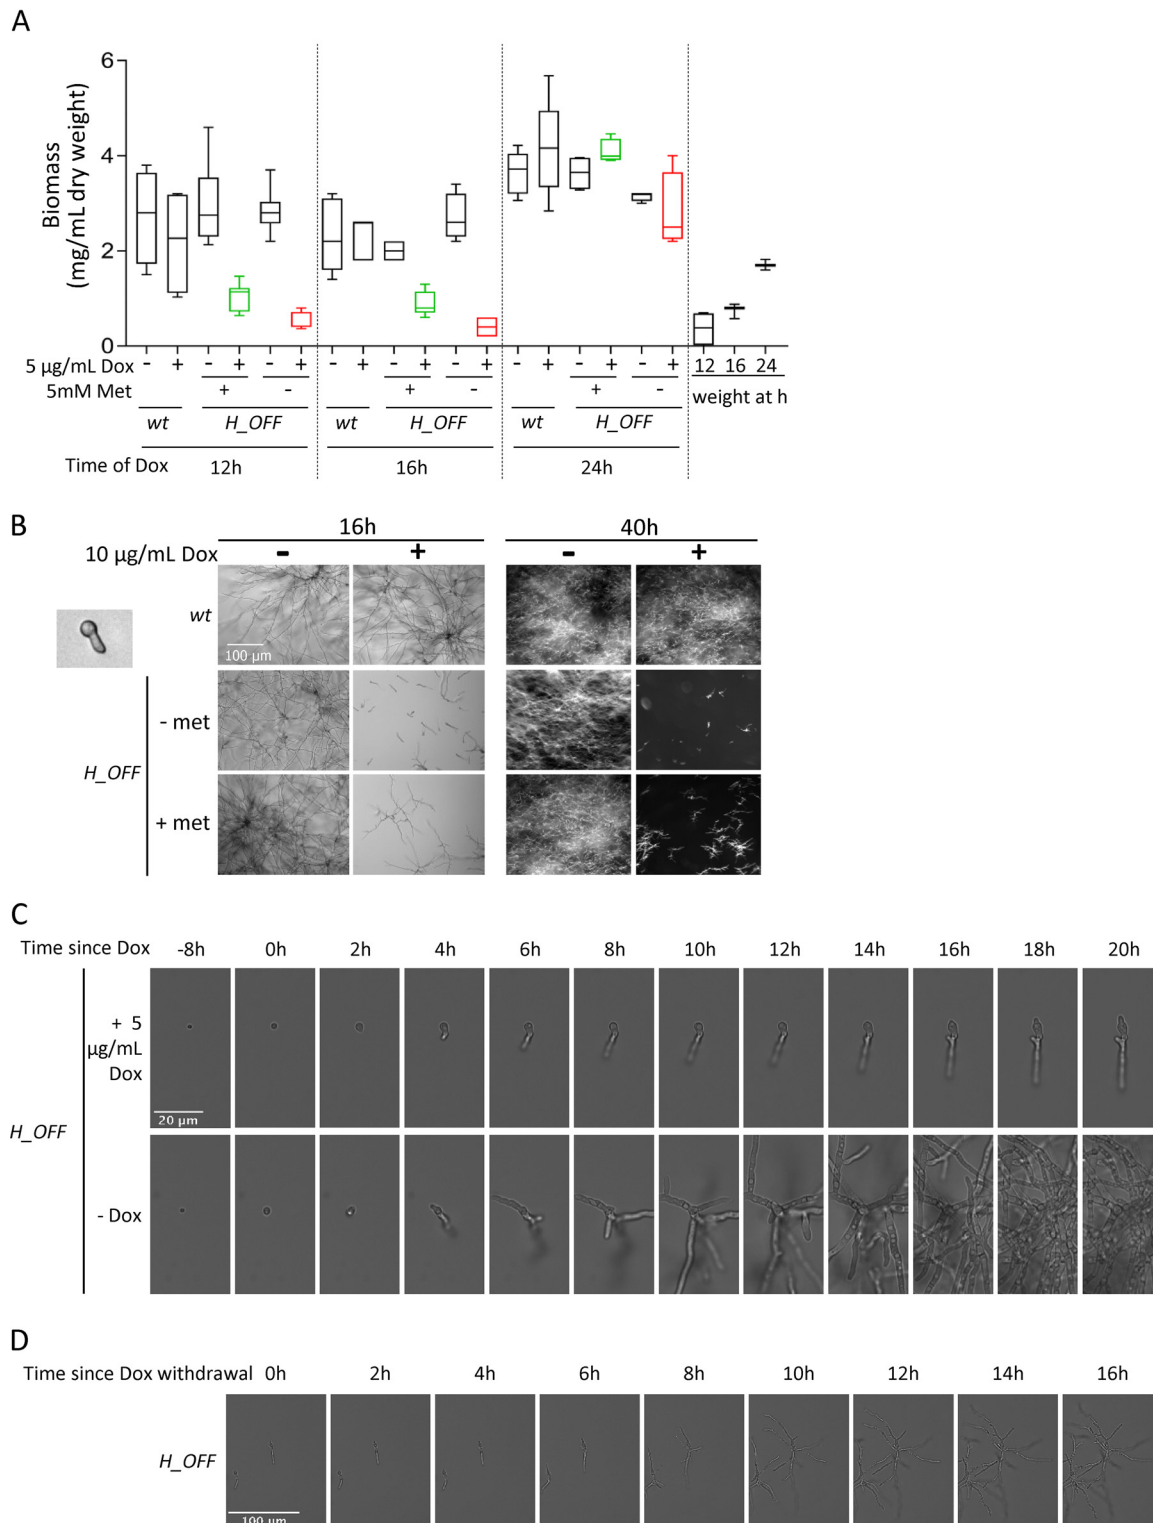 A
Biomass
(mg/mL dry weight)
6
4
2
0
5 µg/mL Dox - + - + - + - + - + - + - + - + - + 12 16 24
5mM Met + - + - + - weight at h
wt H_OFF wt H_OFF wt H_OFF
Time of Dox 12h 16h 24h
B
16h 40h
10 µg/mL Dox - + - +
wt
100 µm
- met
H_OFF
+ met
C
Time since Dox -8h 0h 2h 4h 6h 8h 10h 12h 14h 16h 18h 20h
+ 5
µg/mL
Dox
20 µm
H_OFF
- Dox
D
Time since Dox withdrawal 0h 2h 4h 6h 8h 10h 12h 14h 16h
H_OFF
100 µm